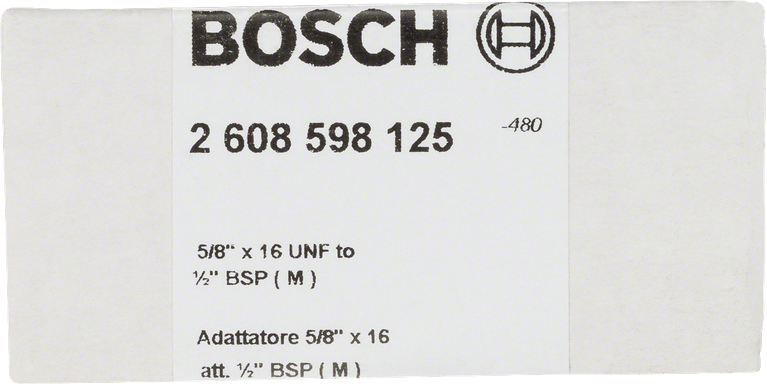 BOSCH
2 608 598 125 -480
5/8" x 16 UNF to
½" BSP ( M )
Adattatore 5/8" x 16
att. ½" BSP ( M )